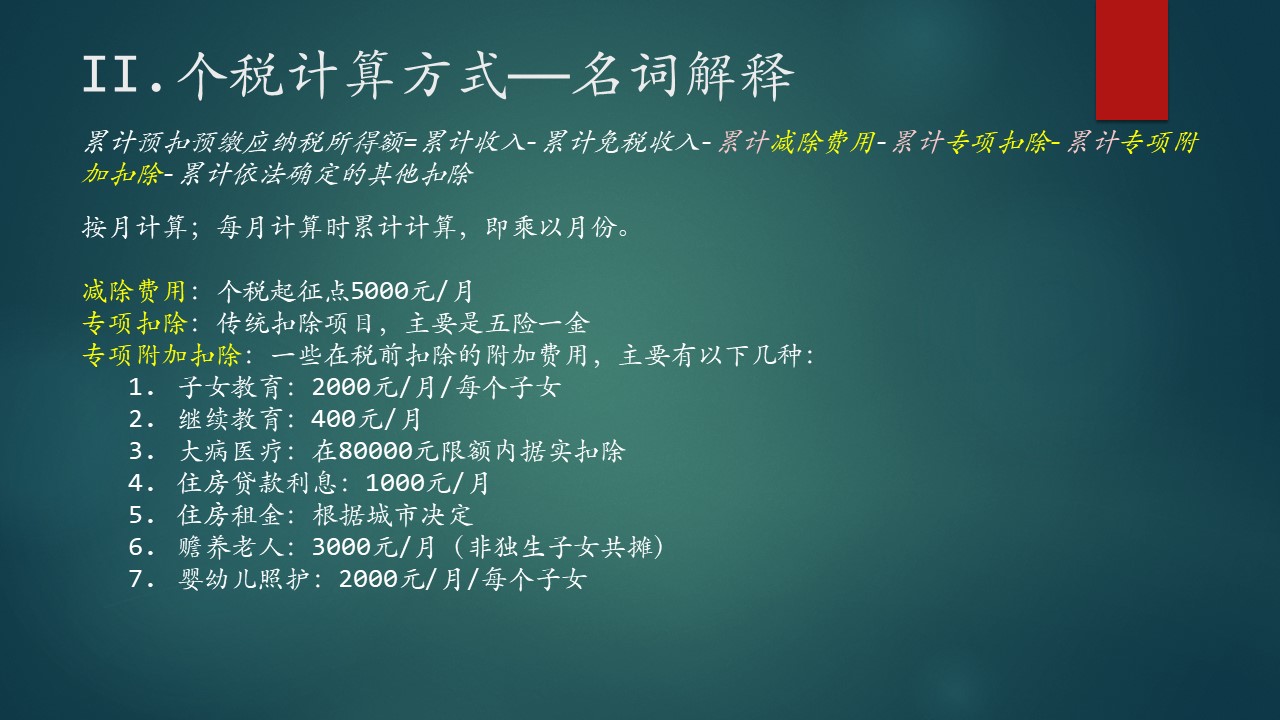 II.个税计算方式——名词解释
累计预扣预缴应纳税所得额=累计收入-累计免税收入-累计减除费用-累计专项扣除-累计专项附
加扣除-累计依法确定的其他扣除
按月计算；每月计算时累计计算，即乘以月份。
减除费用：个税起征点5000元/月
专项扣除：传统扣除项目，主要是五险一金
专项附加扣除：一些在税前扣除的附加费用，主要有以下几种：
1. 子女教育：2000元/月/每个子女
2. 继续教育：400元/月
3. 大病医疗：在80000元限额内据实扣除
4. 住房贷款利息：1000元/月
5. 住房租金：根据城市决定
6. 赡养老人：3000元/月（非独生子女共摊）
7. 婴幼儿照护：2000元/月/每个子女